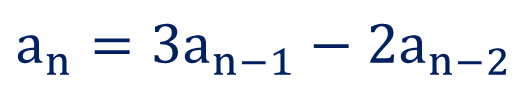 aₙ = 3aₙ₋₁ − 2aₙ₋₂